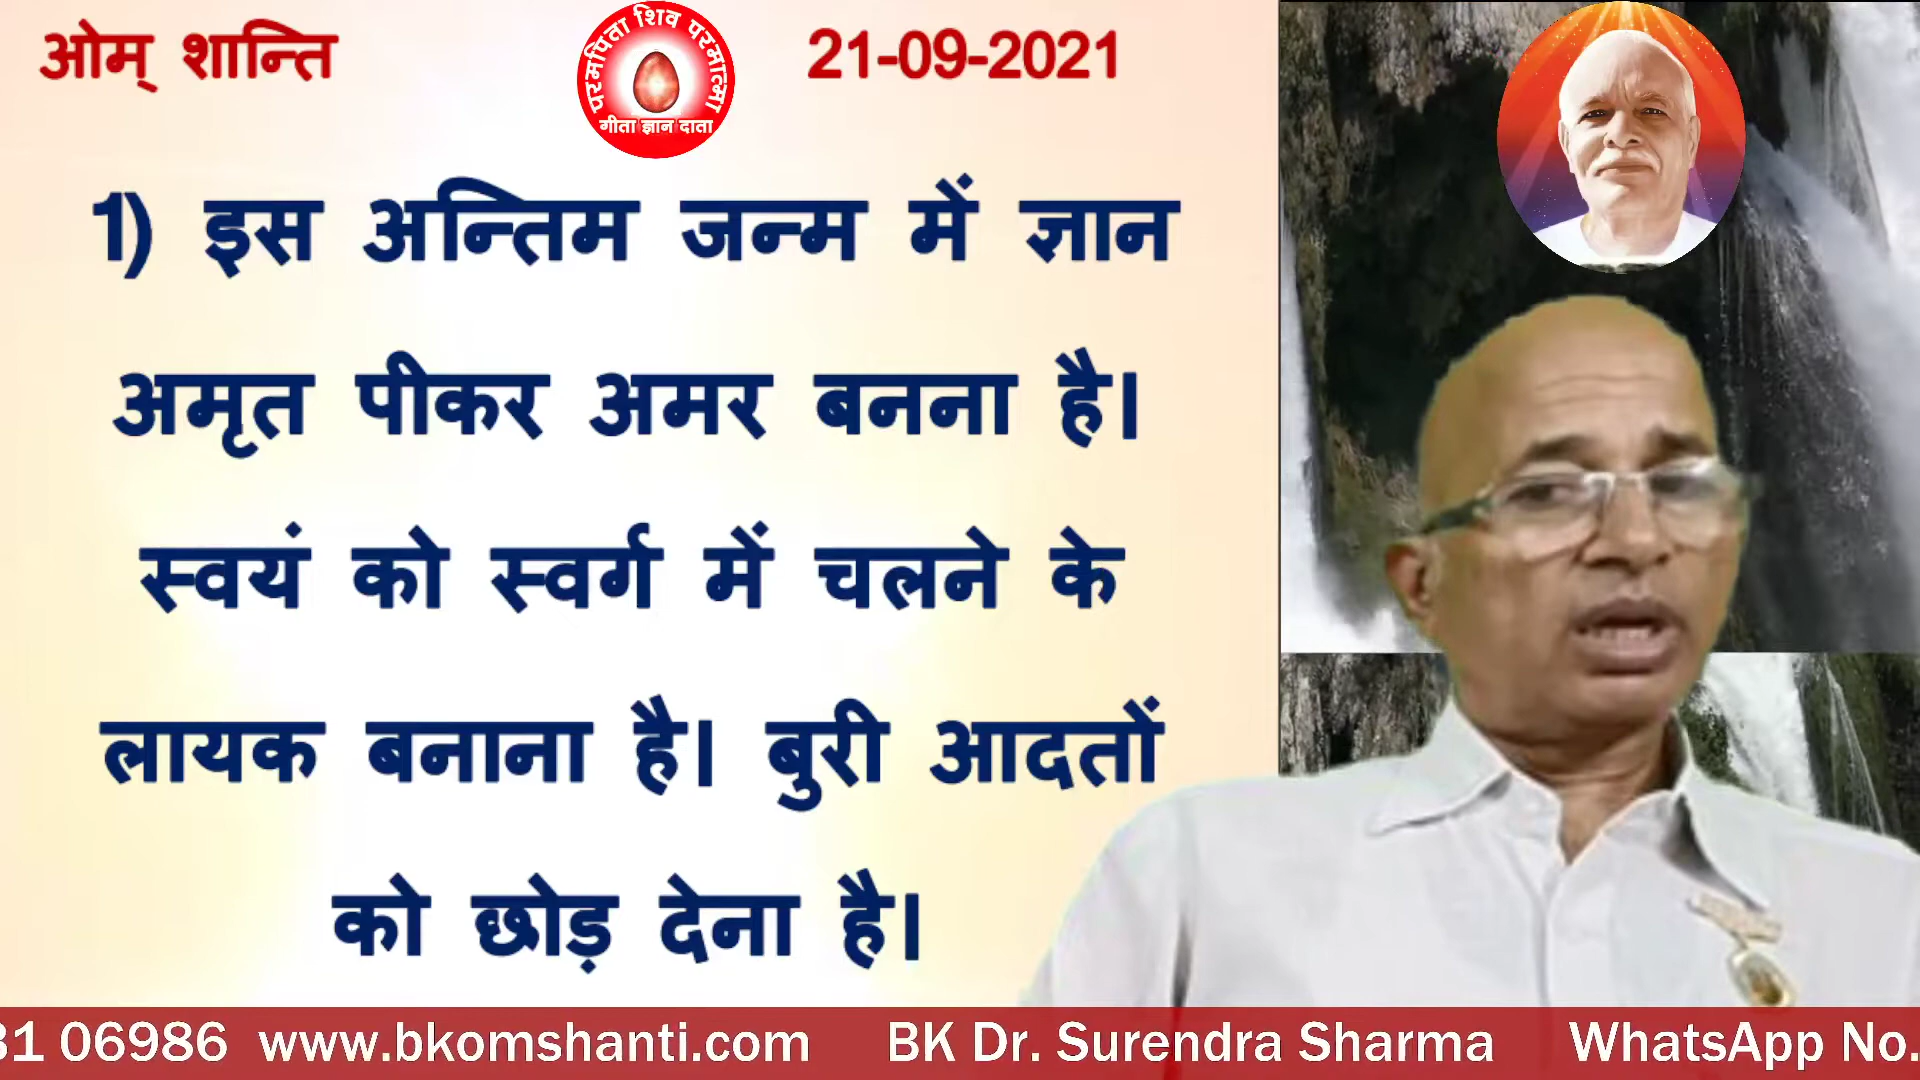 ओम् शान्ति
परमपिता शिव परमात्मा
गीता ज्ञान दाता
21-09-2021
1) इस अन्तिम जन्म में ज्ञान
अमृत पीकर अमर बनना है।
स्वयं को स्वर्ग में चलने के
लायक बनाना है। बुरी आदतों
को छोड़ देना है।
31 06986 www.bkomshanti.com BK Dr. Surendra Sharma WhatsApp No.